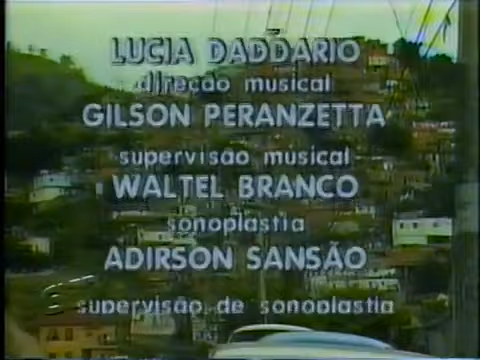 LUCIA DADDARIO
direção musical
GILSON PERANZETTA
supervisão musical
WALTEL BRANCO
sonoplastia
ADIRSON SANSÃO
supervisão de sonoplastia